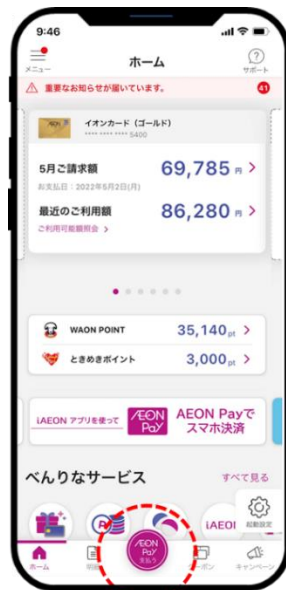 9:46
メニュー
ホーム
サポート
重要なお知らせが届いています。
41
イオンカード（ゴールド）
**** **** **** 5400
5月ご請求額
69,785 円
お支払日：2022年5月2日(月)
最近のご利用額
86,280 円
ご利用可能額照会
WAON POINT
35,140 pt
ときめきポイント
3,000 pt
iAEON アプリを使って
AEON Pay
AEON Payで
スマホ決済
べんりなサービス
すべて見る
iAEO
起動設定
ホーム
AEON Pay
支払う
キャンペーン